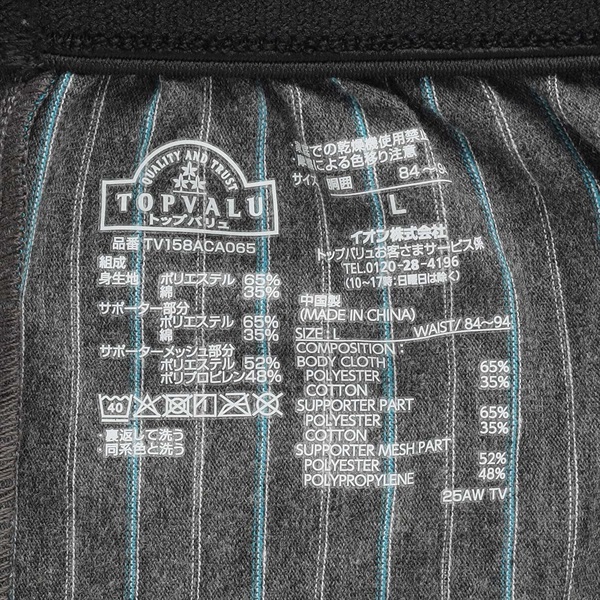 QUALITY AND TRUST
TOPVALU
トップバリュ
品番 TV158ACA065
組成
身生地 ポリエステル 65%
綿 35%
サポーター部分
ポリエステル 65%
綿 35%
サポーターメッシュ部分
ポリエステル 52%
ポリプロピレン 48%
40
・裏返して洗う
・同系色と洗う
での乾燥機使用禁止
による色移り注意
サイズ 胴囲 84～94
L
イオン株式会社
トップバリュお客さまサービス係
TEL.0120-28-4196
(10～17時:日曜日は除く)
中国製
(MADE IN CHINA)
SIZE: L WAIST/ 84～94
COMPOSITION:
BODY CLOTH
POLYESTER 65%
COTTON 35%
SUPPORTER PART
POLYESTER 65%
COTTON 35%
SUPPORTER MESH PART
POLYESTER 52%
POLYPROPYLENE 48%
25AW TV